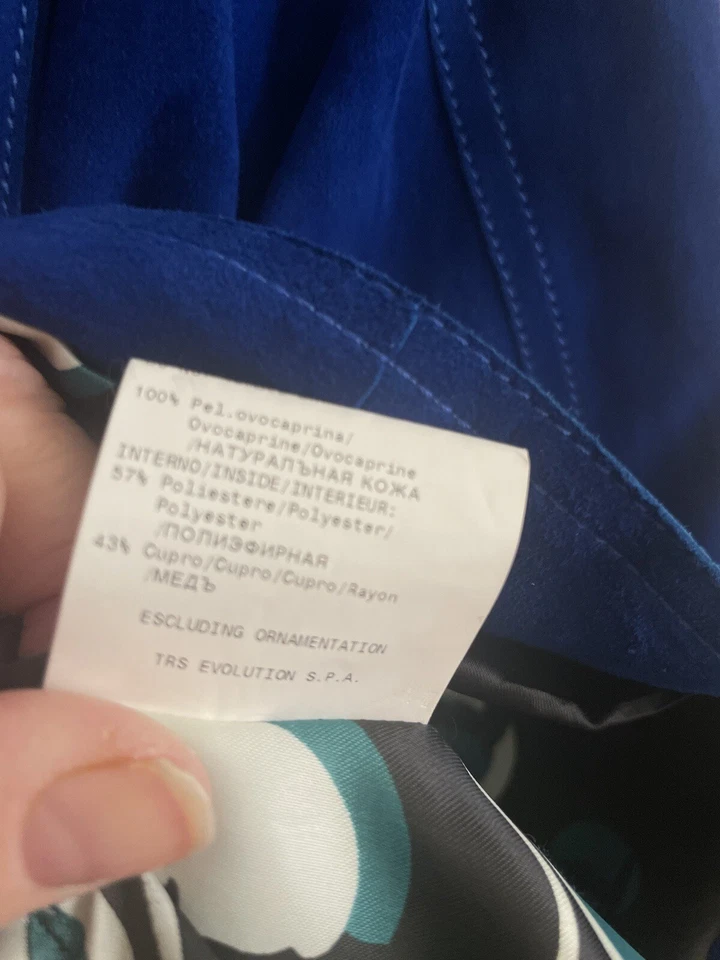 100% Pel.ovocaprina/
Ovocaprine/Ovocaprine
/НАТУРАЛЪНАЯ КОЖА
INTERNO/INSIDE/INTERIEUR:
57% Poliestere/Polyester/
Polyester
/ПОЛИЭФИРНАЯ
43% Cupro/Cupro/Cupro/Rayon
/МЕДЪ
ESCLUDING ORNAMENTATION
TRS EVOLUTION S.P.A.